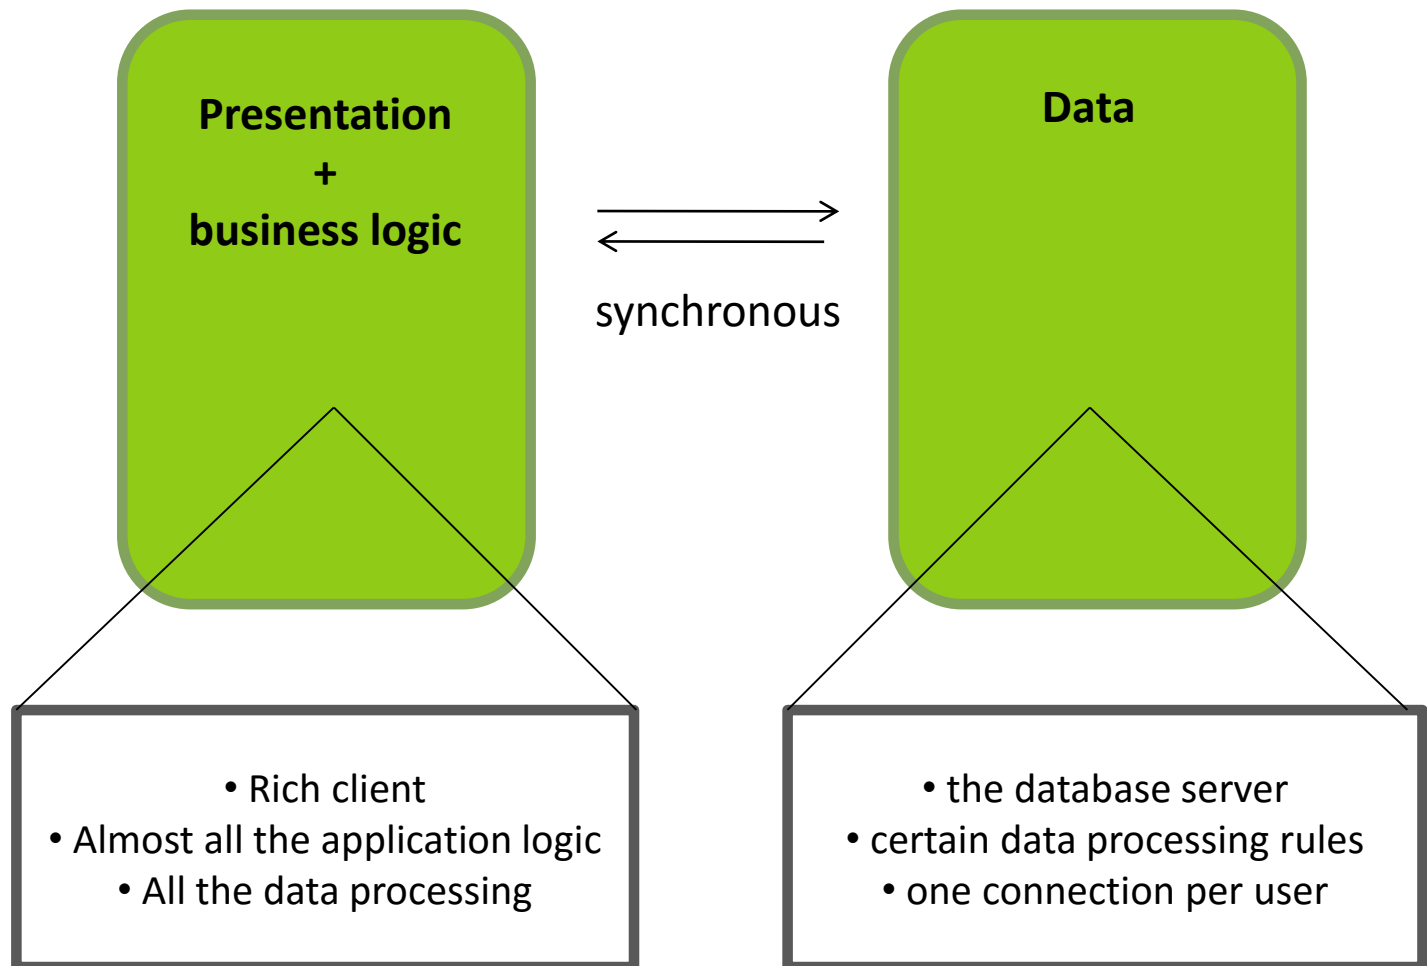 Presentation
+
business logic
Data
synchronous
• Rich client
• Almost all the application logic
• All the data processing
• the database server
• certain data processing rules
• one connection per user